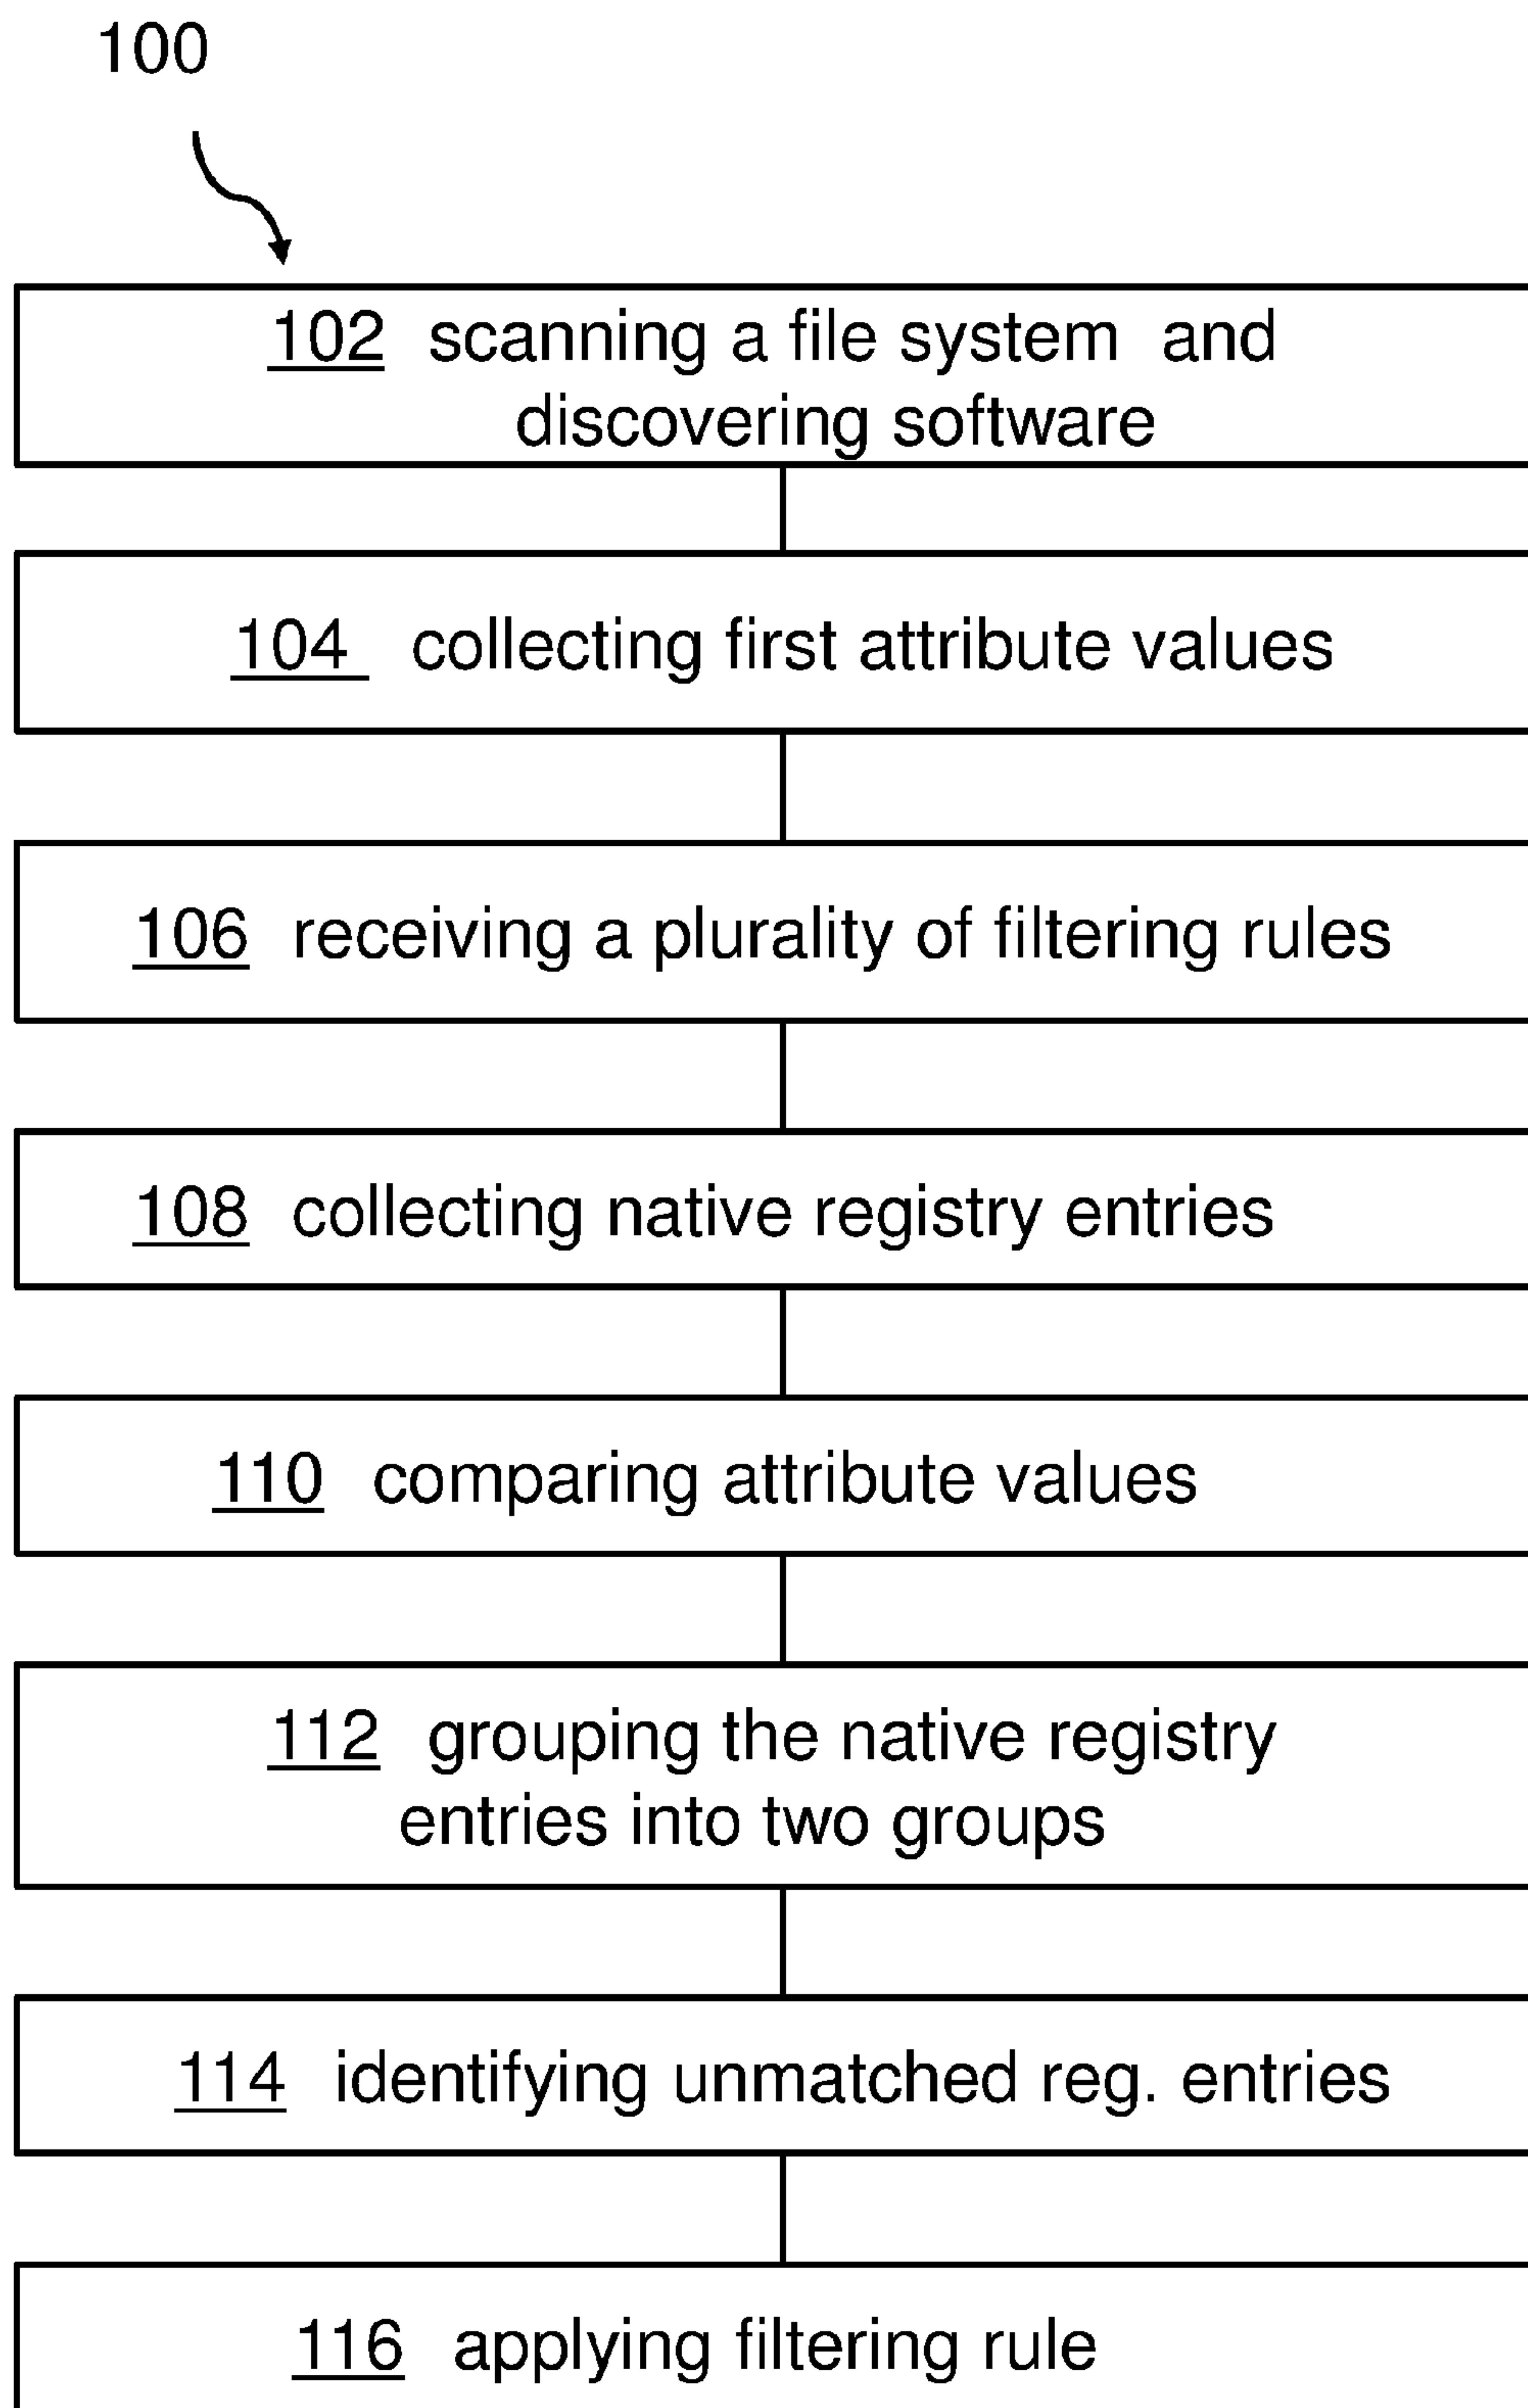 100
102 scanning a file system and
discovering software
104 collecting first attribute values
106 receiving a plurality of filtering rules
108 collecting native registry entries
110 comparing attribute values
112 grouping the native registry
entries into two groups
114 identifying unmatched reg. entries
116 applying filtering rule